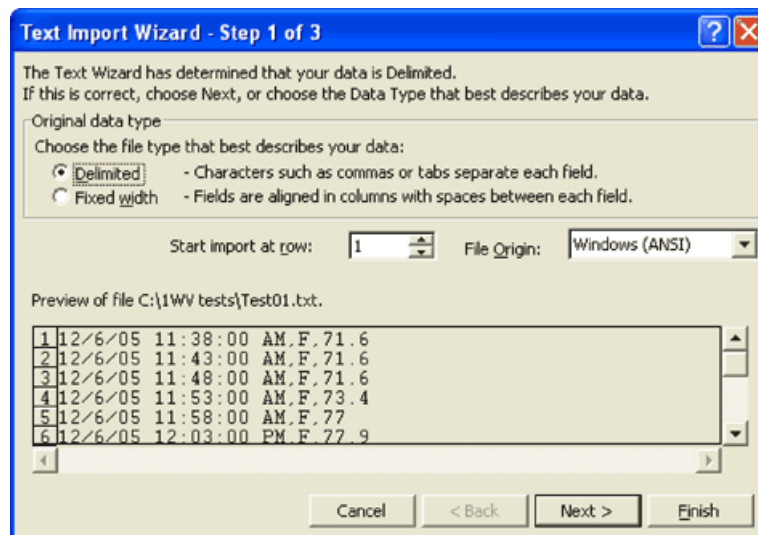 Text Import Wizard - Step 1 of 3
The Text Wizard has determined that your data is Delimited.
If this is correct, choose Next, or choose the Data Type that best describes your data.
Original data type
Choose the file type that best describes your data:
Delimited - Characters such as commas or tabs separate each field.
Fixed width - Fields are aligned in columns with spaces between each field.
Start import at row: 1 File Origin: Windows (ANSI)
Preview of file C:\1WV tests\Test01.txt.
1 12/6/05 11:38:00 AM,F,71.6
2 12/6/05 11:43:00 AM,F,71.6
3 12/6/05 11:48:00 AM,F,71.6
4 12/6/05 11:53:00 AM,F,73.4
5 12/6/05 11:58:00 AM,F,77
6 12/6/05 12:03:00 PM,F,77.9
Cancel < Back Next > Finish